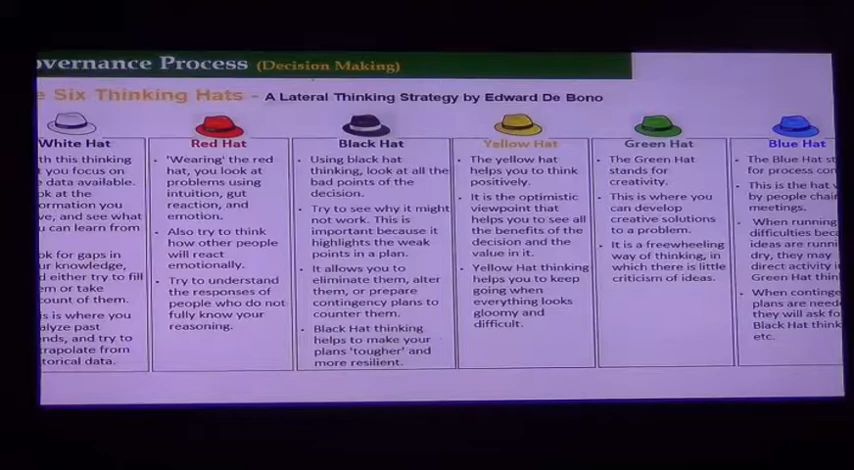 overnance Process (Decision Making)
e Six Thinking Hats - A Lateral Thinking Strategy by Edward De Bono
White Hat
th this thinking
t you focus on
e data available.
ok at the
formation you
ve, and see what
u can learn from
ok for gaps in
ur knowledge,
d either try to fill
em or take
count of them.
is is where you
alyze past
nds, and try to
trapolate from
torical data.
Red Hat
• 'Wearing' the red
hat, you look at
problems using
intuition, gut
reaction, and
emotion.
• Also try to think
how other people
will react
emotionally.
• Try to understand
the responses of
people who do not
fully know your
reasoning.
Black Hat
• Using black hat
thinking, look at all the
bad points of the
decision.
• Try to see why it might
not work. This is
important because it
highlights the weak
points in a plan.
• It allows you to
eliminate them, alter
them, or prepare
contingency plans to
counter them.
• Black Hat thinking
helps to make your
plans 'tougher' and
more resilient.
Yellow Hat
• The yellow hat
helps you to think
positively.
• It is the optimistic
viewpoint that
helps you to see all
the benefits of the
decision and the
value in it.
• Yellow Hat thinking
helps you to keep
going when
everything looks
gloomy and
difficult.
Green Hat
• The Green Hat
stands for
creativity.
• This is where you
can develop
creative solutions
to a problem.
• It is a freewheeling
way of thinking, in
which there is little
criticism of ideas.
Blue Hat
• The Blue Hat st
for process con
• This is the hat
by people chair
meetings.
• When running
difficulties beca
ideas are runni
dry, they may
direct activity i
Green Hat thin
• When continge
plans are need
they will ask fo
Black Hat think
etc.